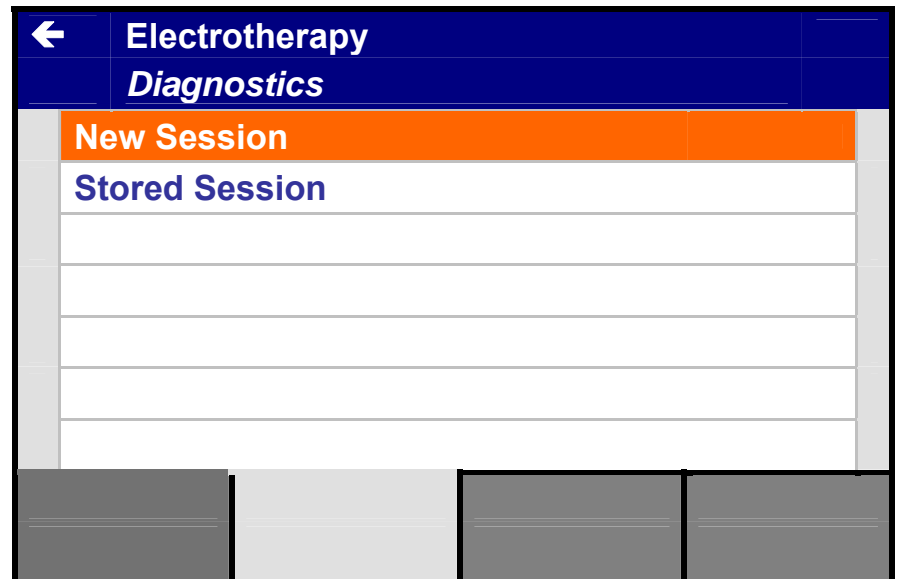 Electrotherapy
Diagnostics
New Session
Stored Session